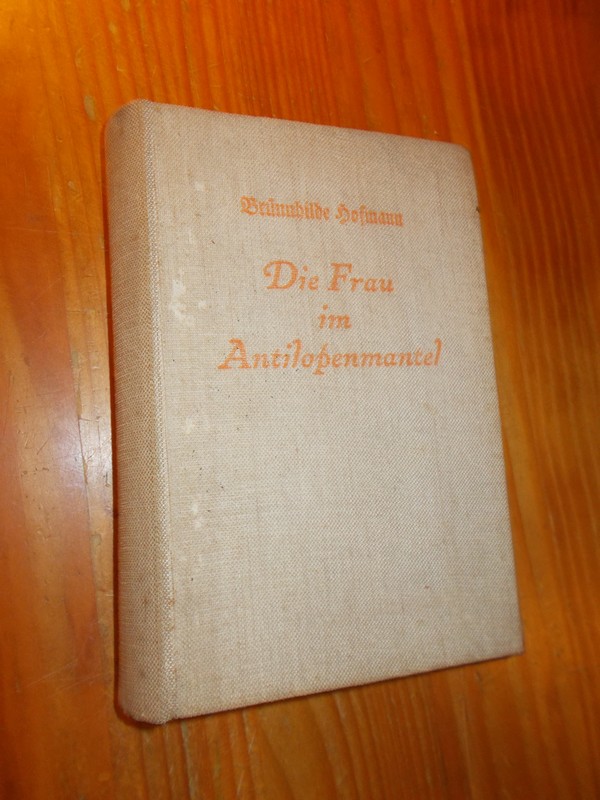 Brünnhilde Hofmann
Die Frau
im
Antilopenmantel